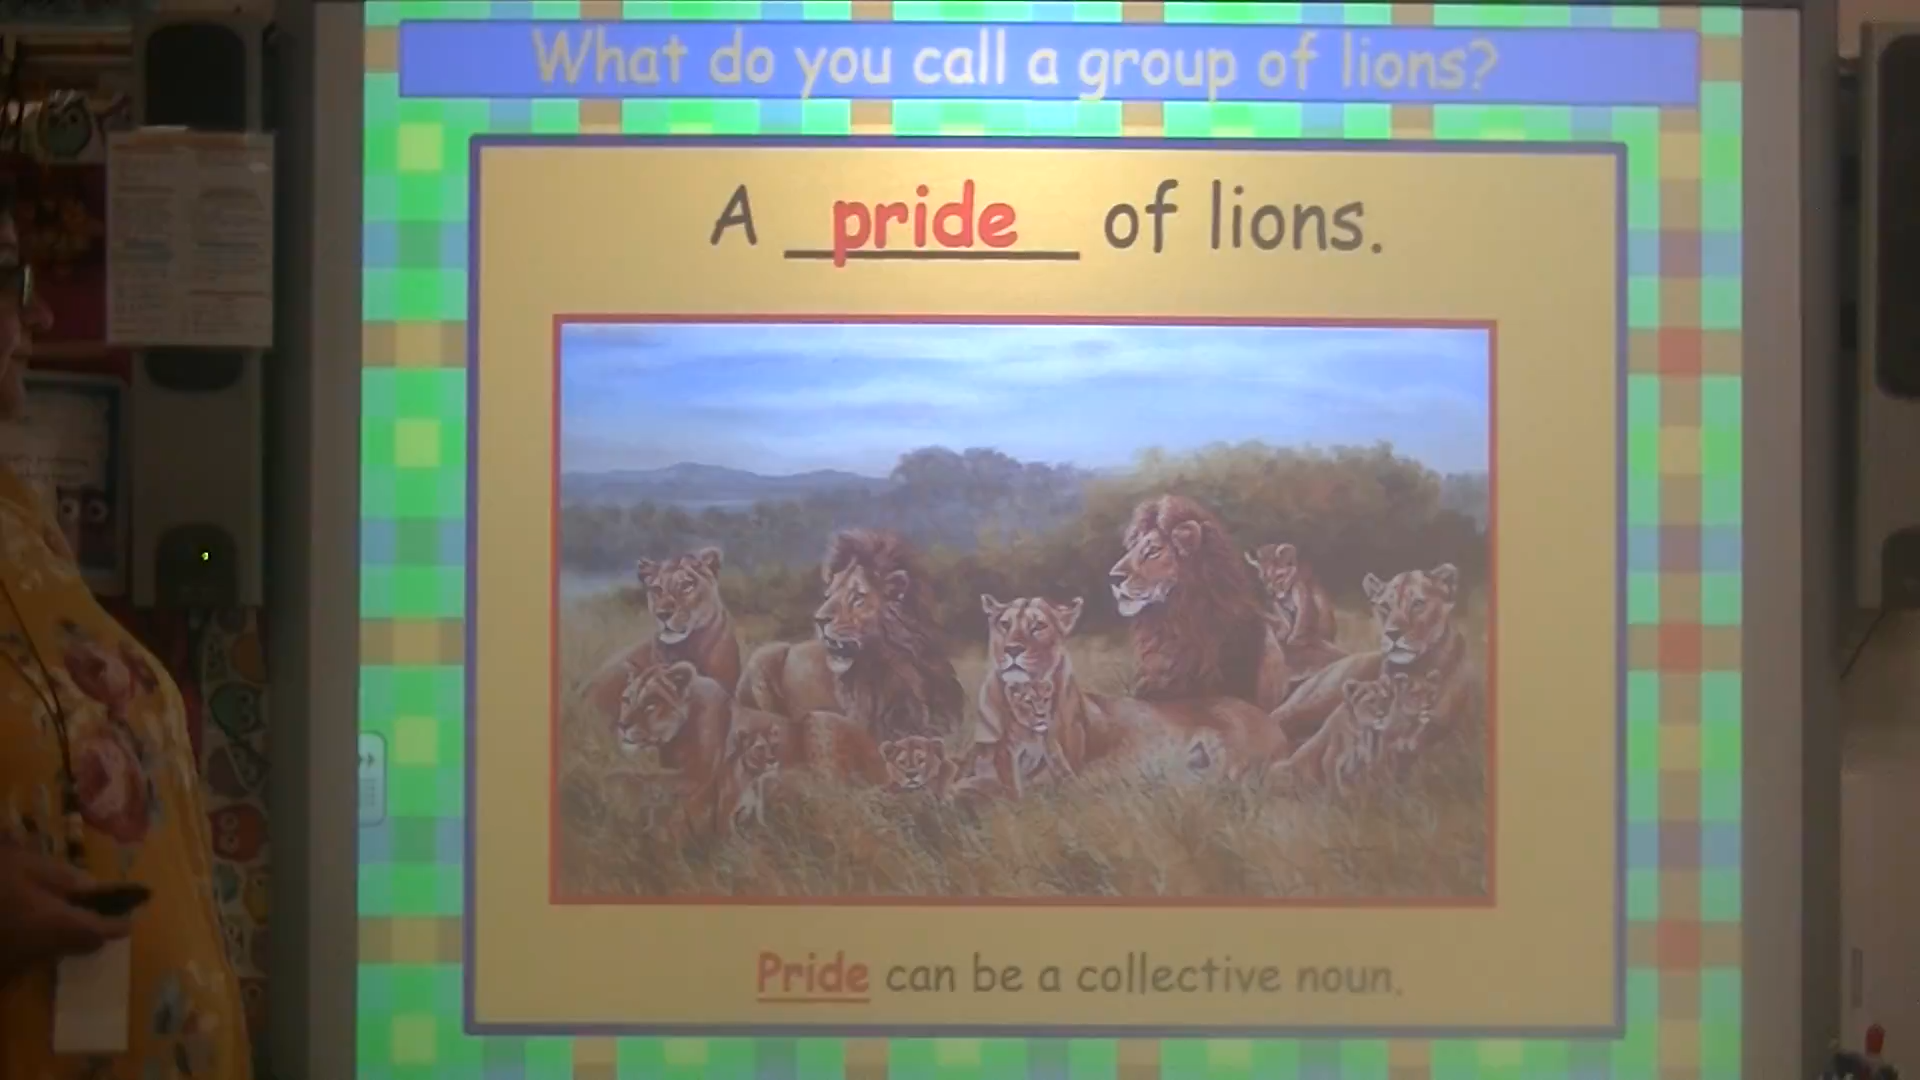 What do you call a group of lions?
A pride of lions.
Pride can be a collective noun.